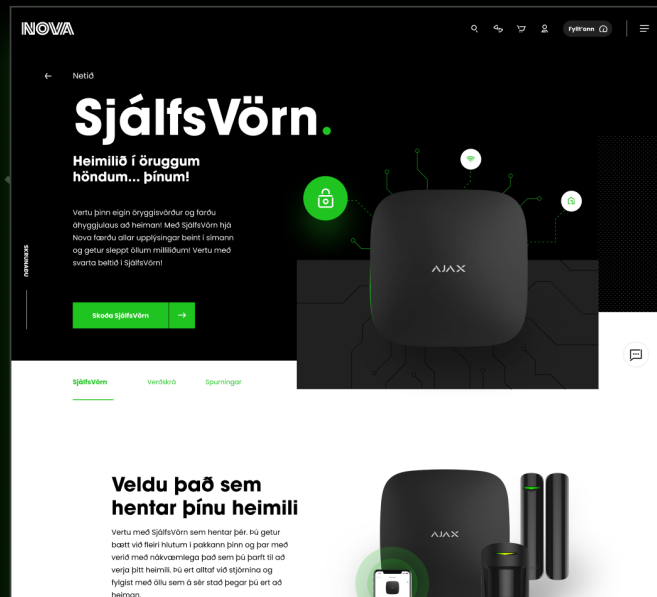 NOVA
Fyllt'ann
Netið
SjálfsVörn.
Heimilið í öruggum
höndum... þínum!
Vertu þinn eigin öryggisvörður og farðu
áhyggjulaus að heiman! Með SjálfsVörn hjá
Nova færðu allar upplýsingar beint í símann
og getur sleppt öllum milliliðum! Vertu með
svarta beltið í SjálfsVörn!
SKRUNAÐU
Skoða SjálfsVörn
AJAX
SjálfsVörn
Verðskrá
Spurningar
Veldu það sem
hentar þínu heimili
Vertu með SjálfsVörn sem hentar þér. Þú getur
bætt við fleiri hlutum í pakkann þinn og þar með
verið með nákvæmlega það sem þú þarft til að
verja þitt heimili. Þú ert alltaf við stjórnina og
fylgist með öllu sem á sér stað þegar þú ert að
heiman.
AJAX